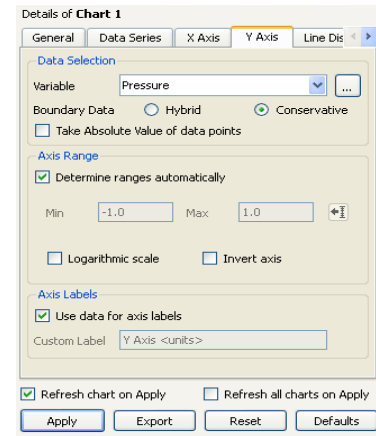 Details of Chart 1
General Data Series X Axis Y Axis Line Dis
Data Selection
Variable Pressure ...
Boundary Data Hybrid Conservative
Take Absolute Value of data points
Axis Range
Determine ranges automatically
Min -1.0 Max 1.0
Logarithmic scale Invert axis
Axis Labels
Use data for axis labels
Custom Label Y Axis <units>
Refresh chart on Apply Refresh all charts on Apply
Apply Export Reset Defaults